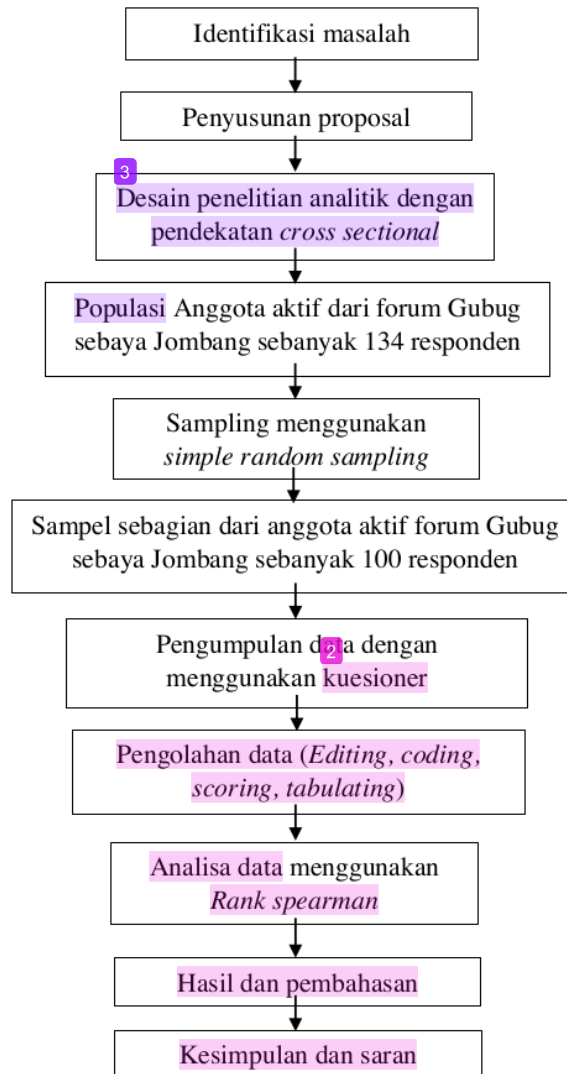 Identifikasi masalah
Penyusunan proposal
3
Desain penelitian analitik dengan
pendekatan cross sectional
Populasi Anggota aktif dari forum Gubug
sebaya Jombang sebanyak 134 responden
Sampling menggunakan
simple random sampling
Sampel sebagian dari anggota aktif forum Gubug
sebaya Jombang sebanyak 100 responden
Pengumpulan data dengan
2
menggunakan kuesioner
Pengolahan data (Editing, coding,
scoring, tabulating)
Analisa data menggunakan
Rank spearman
Hasil dan pembahasan
Kesimpulan dan saran